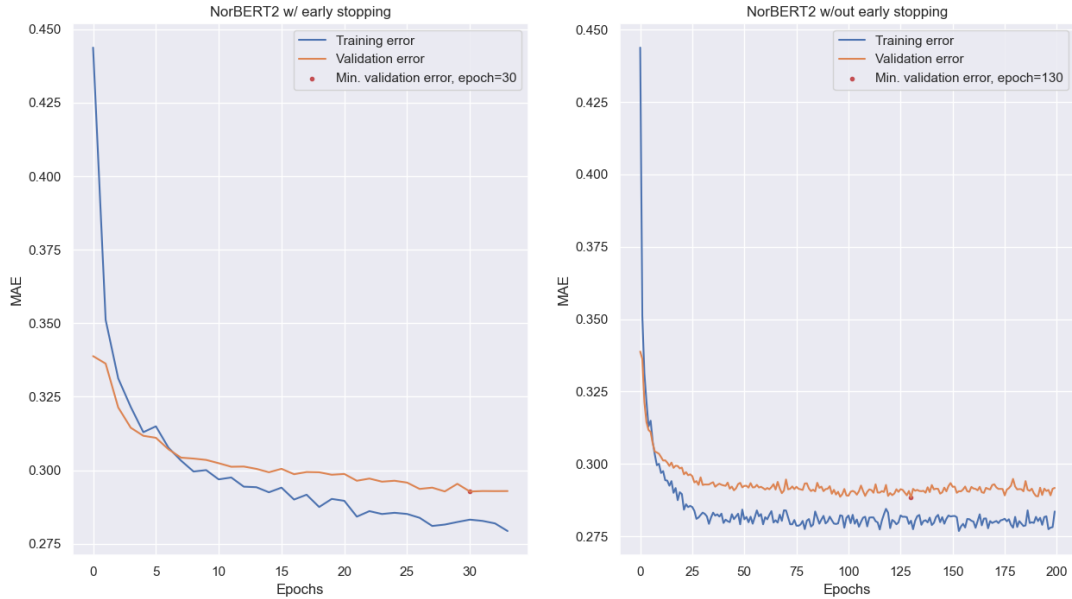 NorBERT2 w/ early stopping
0.450
0.425
0.400
0.375
0.350
0.325
0.300
0.275
MAE
Training error
Validation error
Min. validation error, epoch=30
0 5 10 15 20 25 30
Epochs
NorBERT2 w/out early stopping
0.450
0.425
0.400
0.375
0.350
0.325
0.300
0.275
MAE
Training error
Validation error
Min. validation error, epoch=130
0 25 50 75 100 125 150 175 200
Epochs